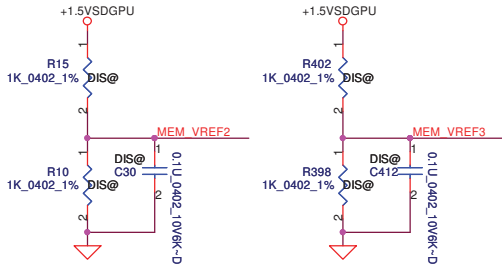 +1.5VSDGPU
1
R15
1K_0402_1%
DIS@
2
MEM_VREF2
1
R10
1K_0402_1%
DIS@
2
1
DIS@
C30
2
0.1U_0402_10V6K~D
+1.5VSDGPU
1
R402
1K_0402_1%
DIS@
2
MEM_VREF3
1
R398
1K_0402_1%
DIS@
2
1
DIS@
C412
2
0.1U_0402_10V6K~D